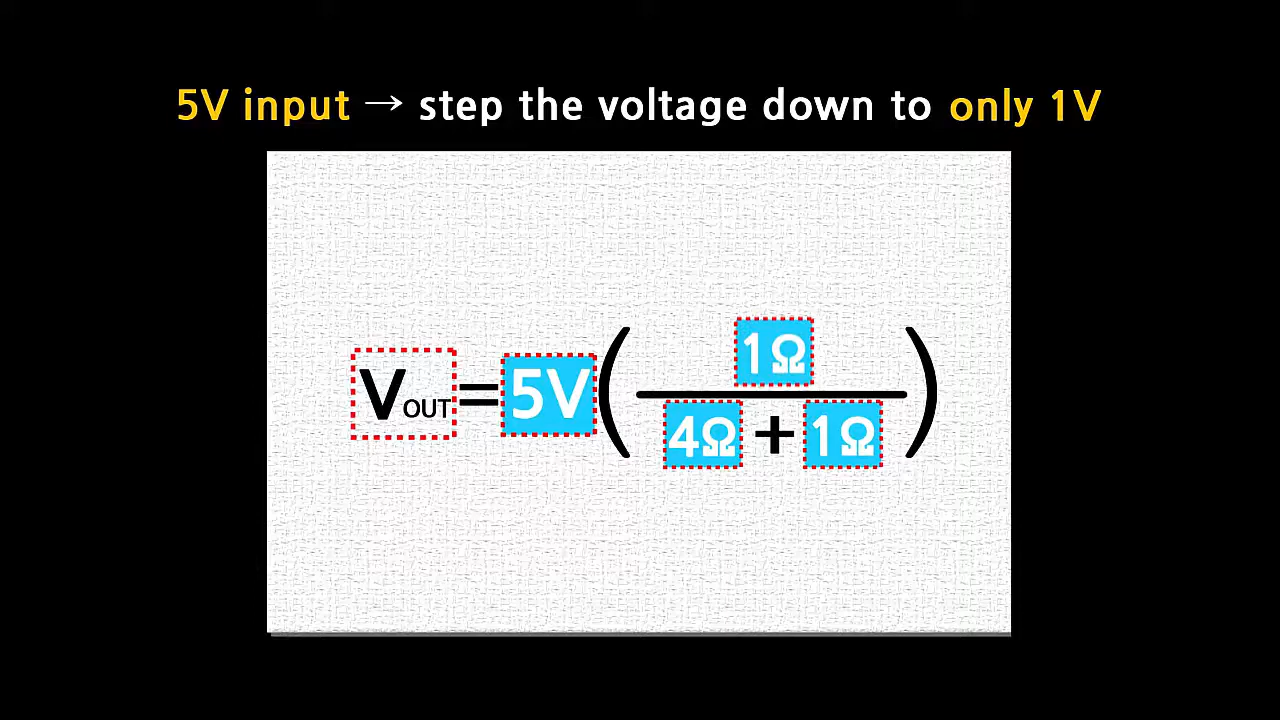 5V input → step the voltage down to only 1V
1Ω
VOUT = 5V ( ─── )
4Ω + 1Ω